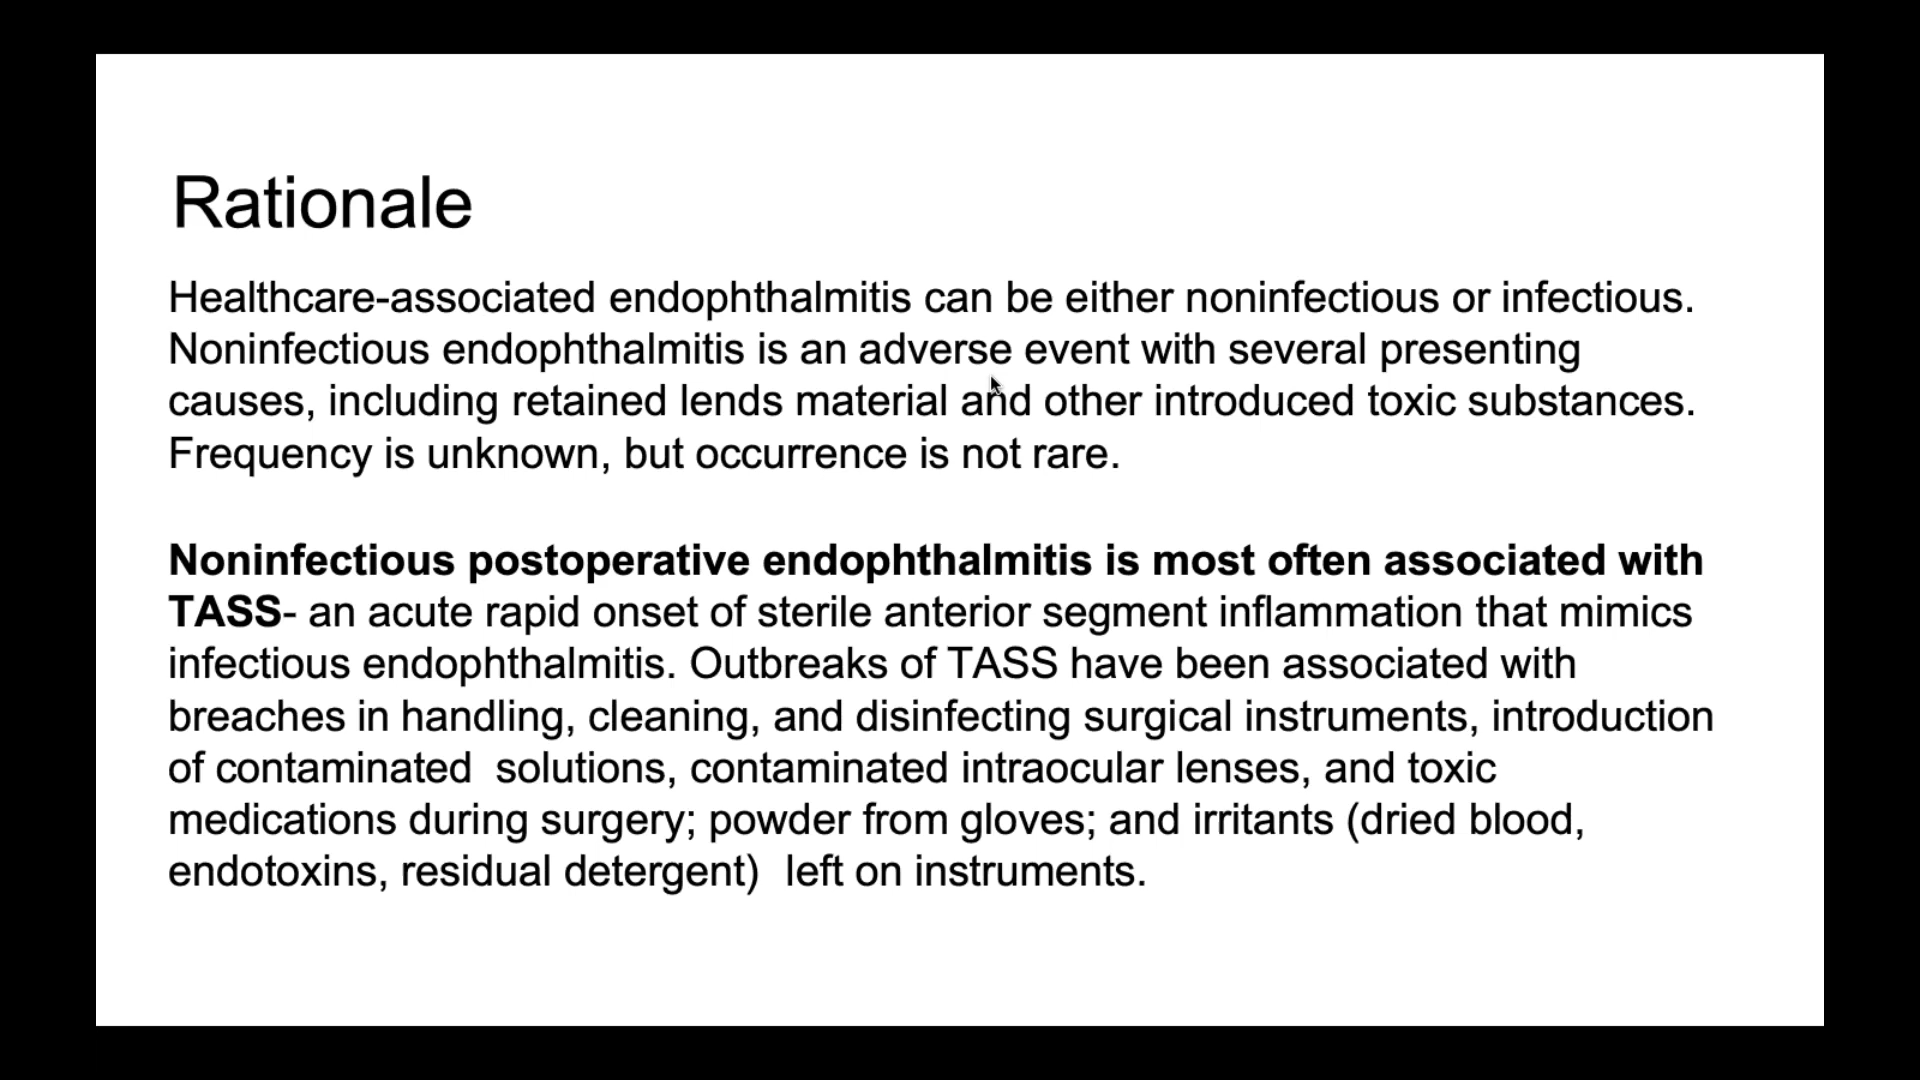 Rationale
Healthcare-associated endophthalmitis can be either noninfectious or infectious.
Noninfectious endophthalmitis is an adverse event with several presenting
causes, including retained lends material and other introduced toxic substances.
Frequency is unknown, but occurrence is not rare.
Noninfectious postoperative endophthalmitis is most often associated with
TASS- an acute rapid onset of sterile anterior segment inflammation that mimics
infectious endophthalmitis. Outbreaks of TASS have been associated with
breaches in handling, cleaning, and disinfecting surgical instruments, introduction
of contaminated  solutions, contaminated intraocular lenses, and toxic
medications during surgery; powder from gloves; and irritants (dried blood,
endotoxins, residual detergent)  left on instruments.